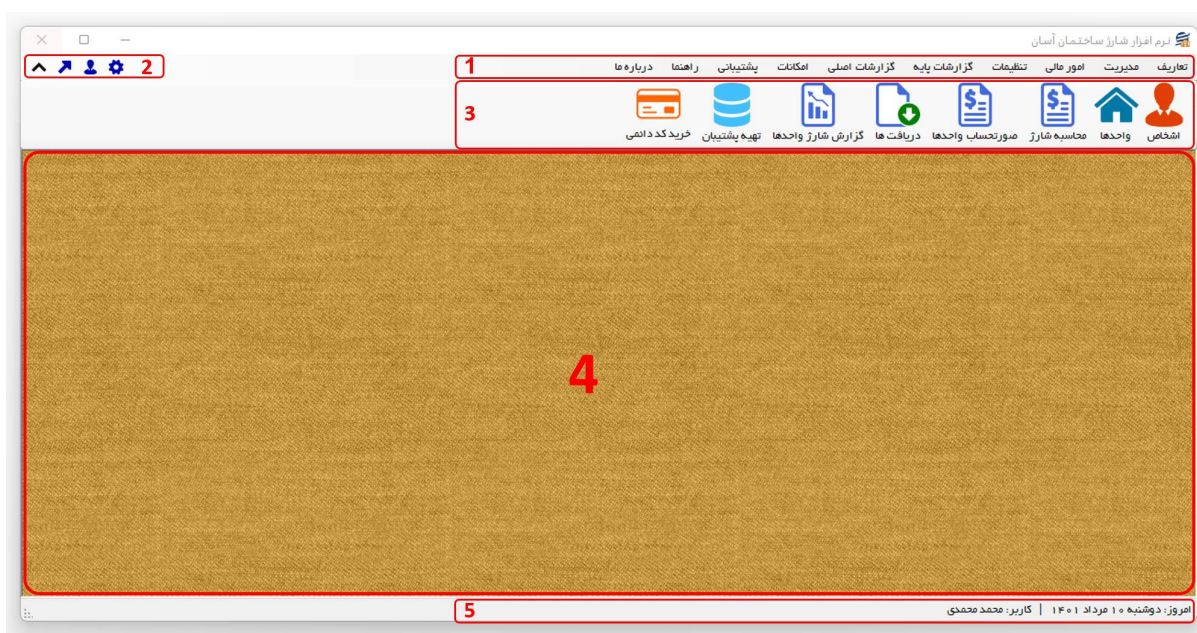 نرم افزار شارژ ساختمان آسان
تعاریف مدیریت امور مالی تنظیمات گزارشات پایه گزارشات اصلی امکانات پشتیبانی راهنما درباره ما 1 2
3
اشخاص واحدها محاسبه شارژ صورتحساب واحدها دریافت ها گزارش شارژ واحدها تهیه پشتیبان خرید کد دائمی
4
امروز: دوشنبه ۱۰ مرداد ۱۴۰۱ | کاربر: محمد محمدی 5